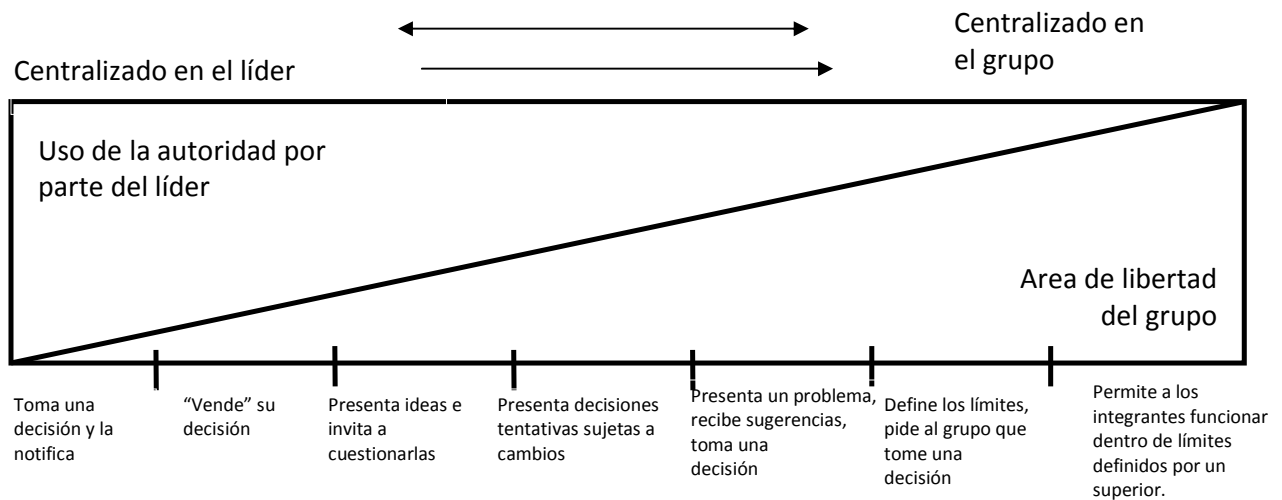 Centralizado en
el grupo
Centralizado en el líder
Uso de la autoridad por
parte del líder
Area de libertad
del grupo
Toma una
decisión y la
notifica
“Vende” su
decisión
Presenta ideas e
invita a
cuestionarlas
Presenta decisiones
tentativas sujetas a
cambios
Presenta un problema,
recibe sugerencias,
toma una
decisión
Define los límites,
pide al grupo que
tome una
decisión
Permite a los
integrantes funcionar
dentro de límites
definidos por un
superior.